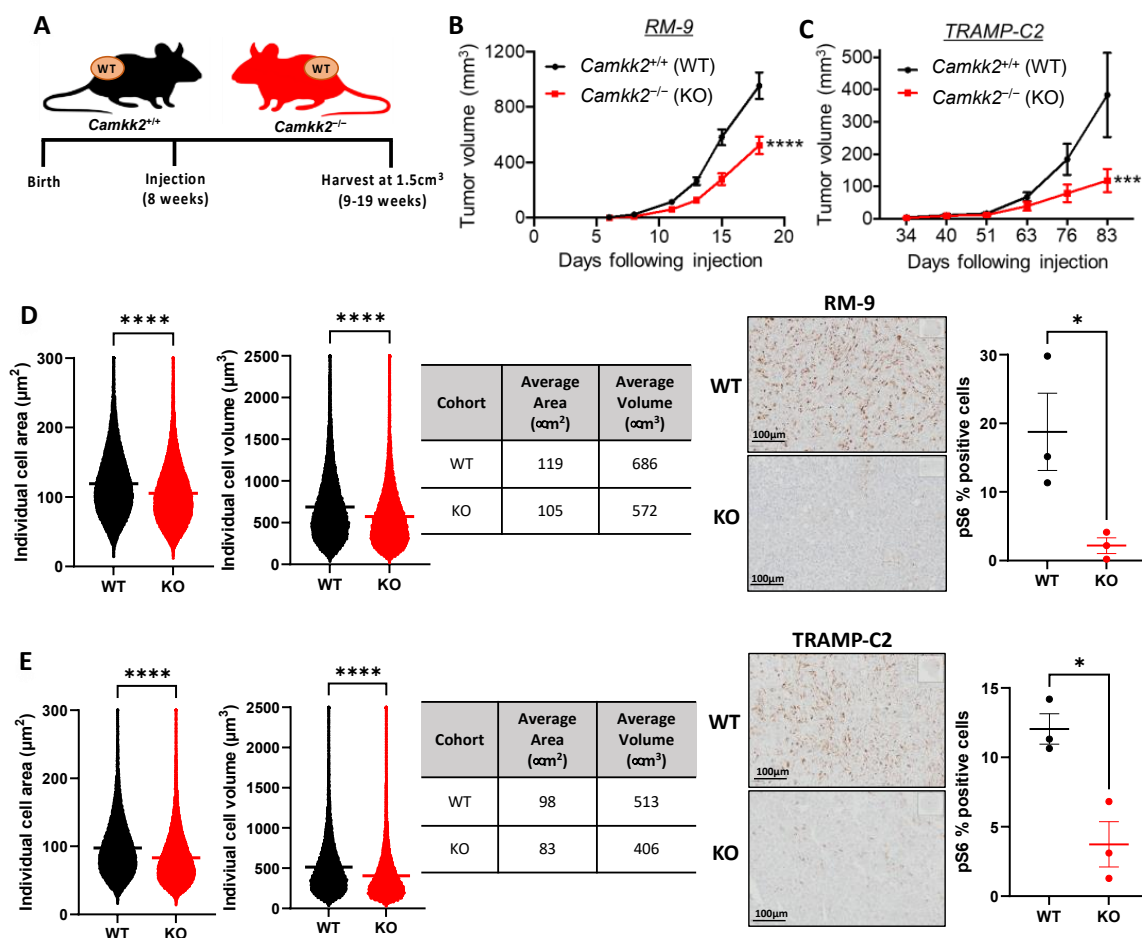 A
WT
WT
Camkk2+/+
Camkk2−/−
Birth
Injection
(8 weeks)
Harvest at 1.5cm3
(9-19 weeks)
B
RM-9
Tumor volume (mm3)
1200
800
400
0
Camkk2+/+ (WT)
Camkk2−/− (KO)
****
0 5 10 15 20
Days following injection
C
TRAMP-C2
Tumor volume (mm3)
500
400
300
200
100
0
Camkk2+/+ (WT)
Camkk2−/− (KO)
***
34 40 51 63 76 83
Days following injection
D
****
Individual cell area (µm2)
300
200
100
0
WT KO
****
Individual cell volume (µm3)
2500
2000
1500
1000
500
0
WT KO
Cohort Average Area (∝m2) Average Volume (∝m3)
WT 119 686
KO 105 572
RM-9
WT
100µm
KO
100µm
*
pS6 % positive cells
30
20
10
0
WT KO
E
****
Individual cell area (µm2)
300
200
100
0
WT KO
****
Individual cell volume (µm3)
2500
2000
1500
1000
500
0
WT KO
Cohort Average Area (∝m2) Average Volume (∝m3)
WT 98 513
KO 83 406
TRAMP-C2
WT
100µm
KO
100µm
*
pS6 % positive cells
15
10
5
0
WT KO